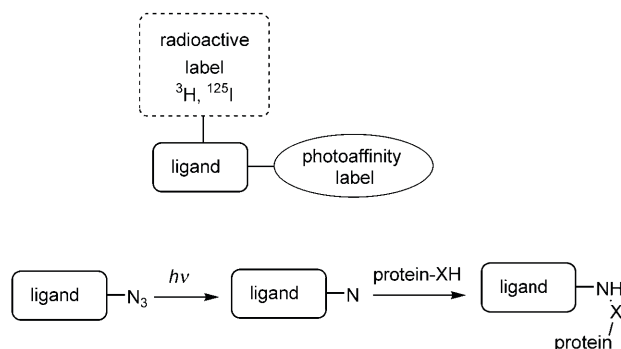 radioactive
label
³H, ¹²⁵I
ligand
photoaffinity
label
ligand
N₃
hν
ligand
N
protein-XH
ligand
NH
X
protein